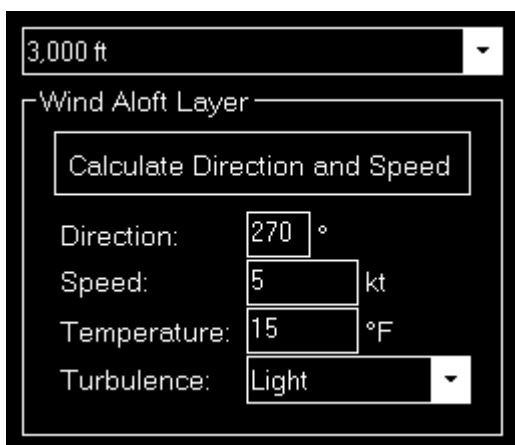 3,000 ft
Wind Aloft Layer
Calculate Direction and Speed
Direction: 270 °
Speed: 5 kt
Temperature: 15 °F
Turbulence: Light